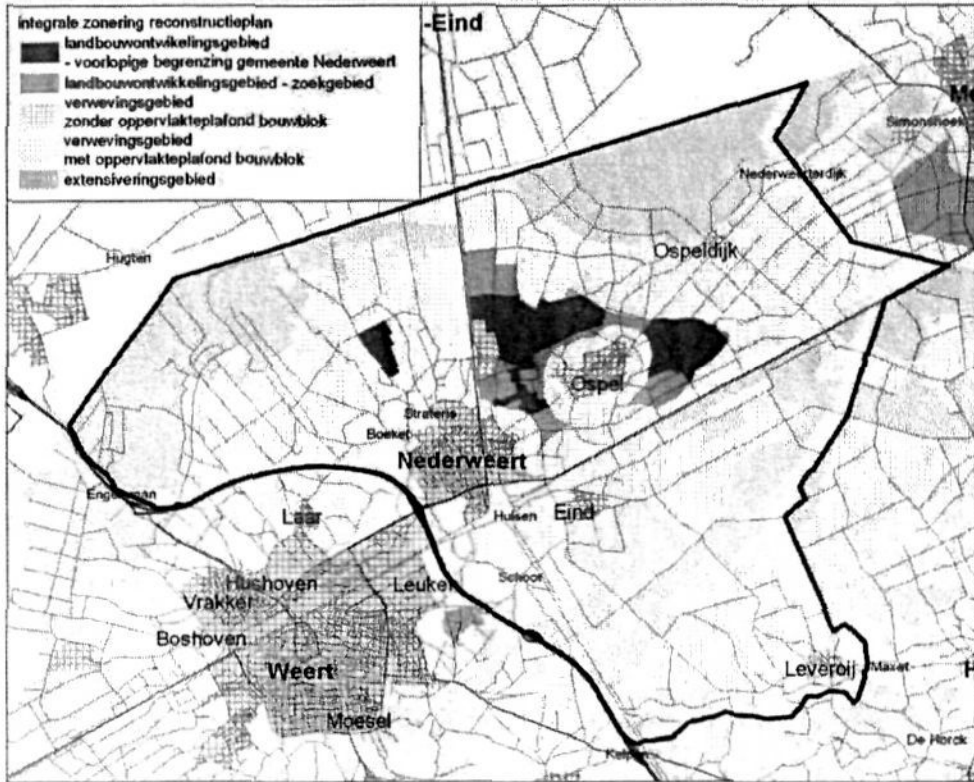 integrale zonering reconstructieplan
landbouwontwikelingsgebied
- voorlopige begrenzing gemeente Nederweert
landbouwontwikkelingsgebied - zoekgebied
verwevingsgebied
zonder oppervlakteplafond bouwblok
verwevingsgebied
met oppervlakteplafond bouwblok
extensiveringsgebied
-Eind
Simonshoek
Nederweerterdijk
Ospeldijk
Hugten
Ospel
Strateris
Boeket
Nederweert
Laar
Hulsen
Eind
Hushoven
Leuken
Schoor
Vrakker
Boshoven
Weert
Leveroij
Maxet
Moesel
De Horck